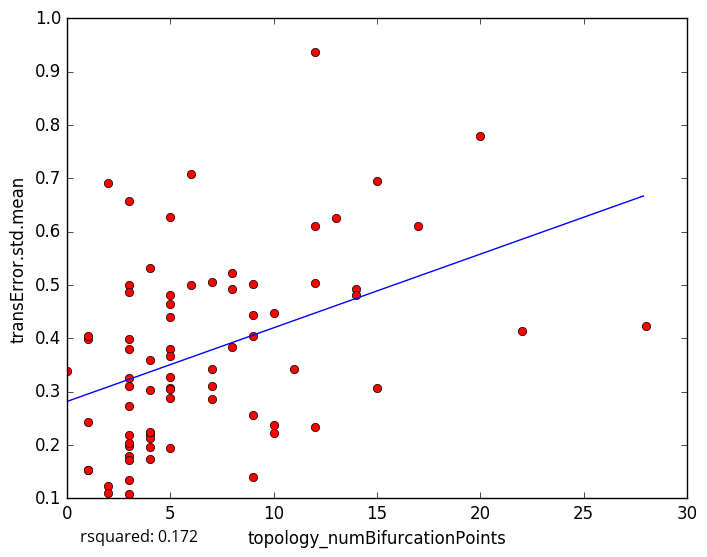 1.0
0.9
0.8
0.7
0.6
0.5
0.4
0.3
0.2
0.1
transError.std.mean
0 5 10 15 20 25 30
rsquared: 0.172
topology_numBifurcationPoints